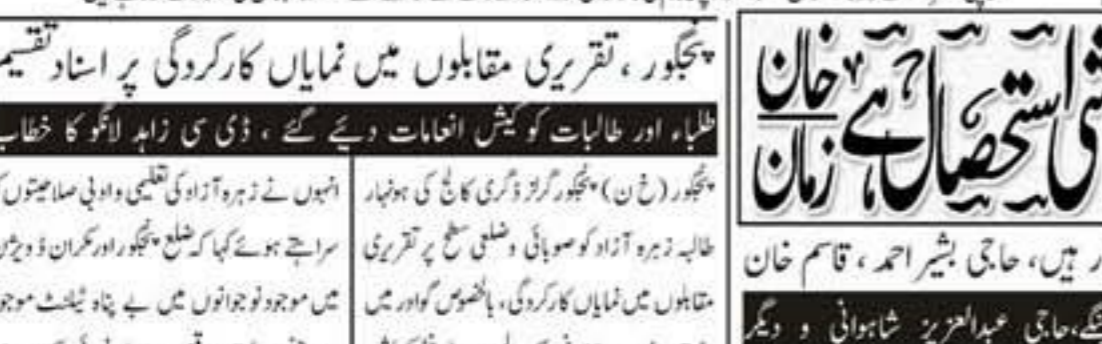 شی استحصال ہے، خان زمان
ر ہیں، حاجی بشیر احمد، قاسم خان
نگے،حاجی عبدالعزیز شاہوانی و دیگر
پنجگور، تقریری مقابلوں میں نمایاں کارکردگی پر اسناد تقسیم
طلباء اور طالبات کو کیش انعامات دیئے گئے ، ڈی سی زاہد لانگو کا خطاب
پنجگور (خ ن) پنجگور گرلز ڈگری کالج کی ہونہار
طالبہ زہرہ آزاد کو صوبائی و ضلعی سطح پر تقریری
مقابلوں میں نمایاں کارکردگی، بالخصوص گوادر میں
انہوں نے زہرہ آزاد کی تعلیمی و ادبی صلاحیتوں
سراہتے ہوئے کہا کہ ضلع پنجگور اور مکران ڈویژن
میں موجود نوجوانوں میں بے پناہ ٹیلنٹ موجو